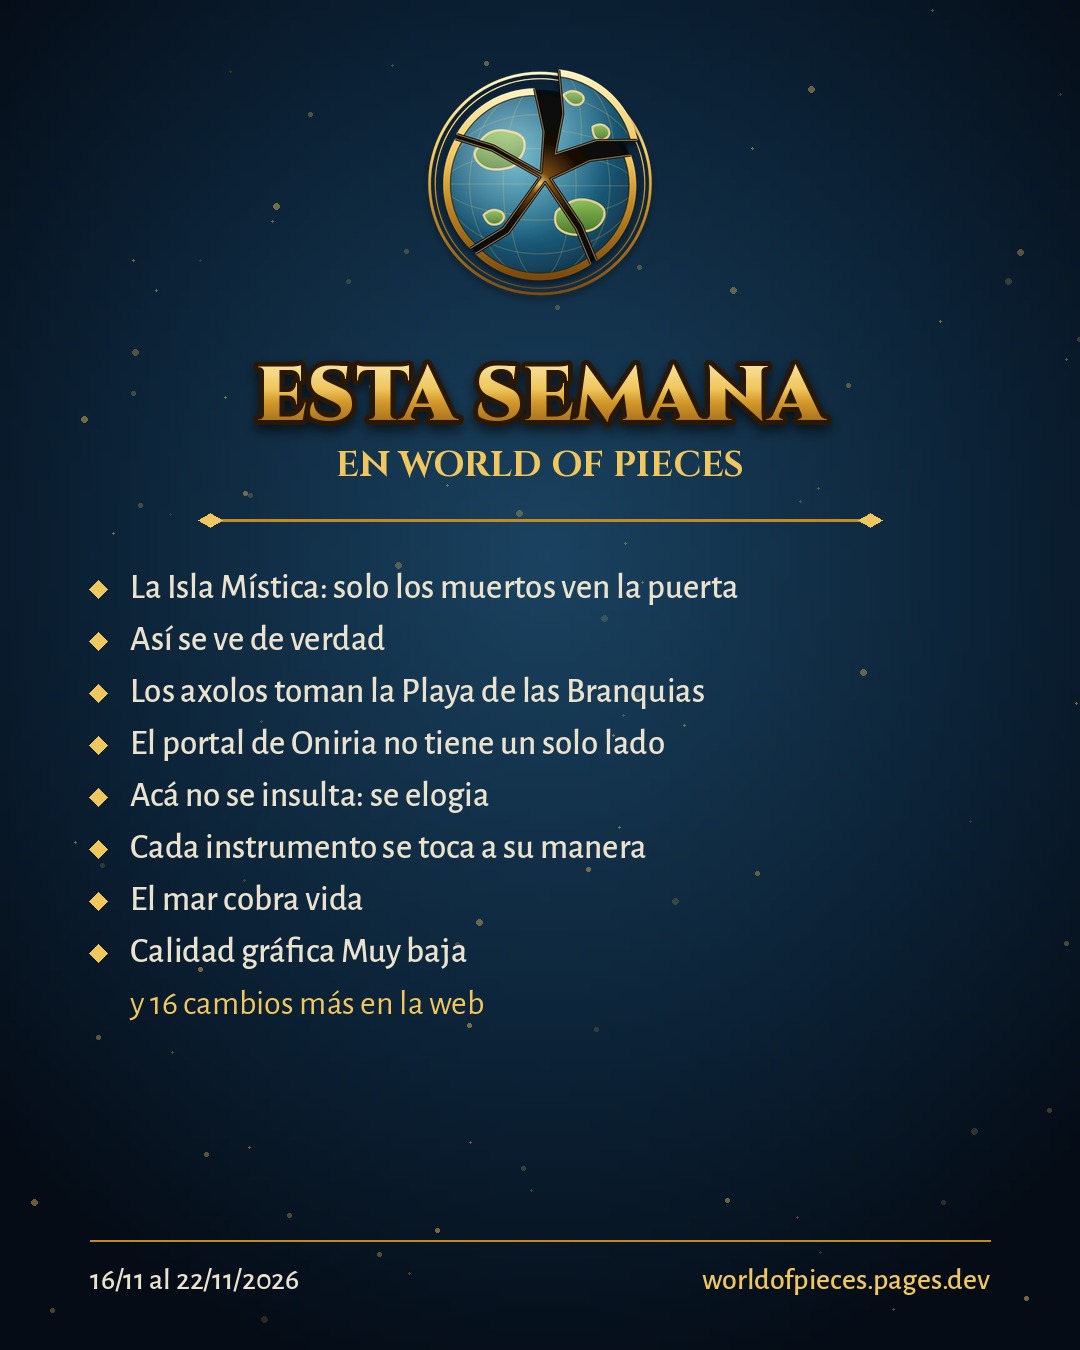 ESTA SEMANA
EN WORLD OF PIECES
La Isla Mística: solo los muertos ven la puerta
Así se ve de verdad
Los axolos toman la Playa de las Branquias
El portal de Oniria no tiene un solo lado
Acá no se insulta: se elogia
Cada instrumento se toca a su manera
El mar cobra vida
Calidad gráfica Muy baja
y 16 cambios más en la web
16/11 al 22/11/2026
worldofpieces.pages.dev